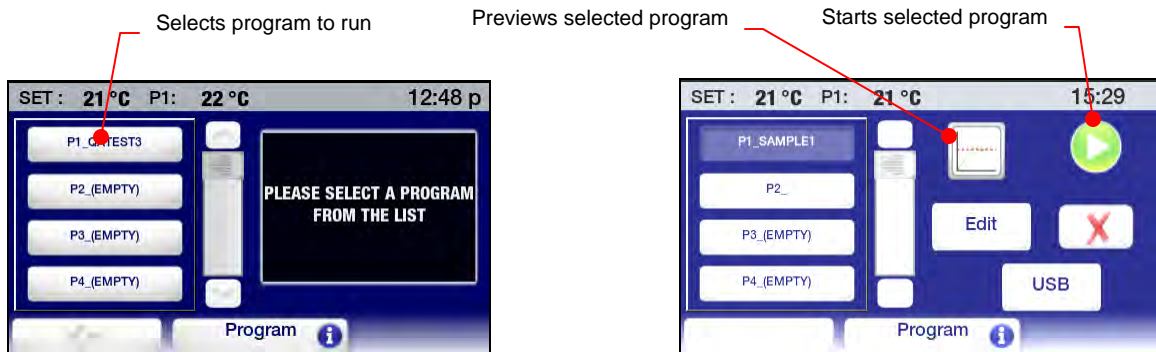 Selects program to run
Previews selected program
Starts selected program
SET : 21 °C P1: 22 °C 12:48 p
P1_QATEST3
P2_(EMPTY)
P3_(EMPTY)
P4_(EMPTY)
PLEASE SELECT A PROGRAM
FROM THE LIST
Program i
SET : 21 °C P1: 21 °C 15:29
P1_SAMPLE1
P2_
P3_(EMPTY)
P4_(EMPTY)
Edit
X
USB
Program i